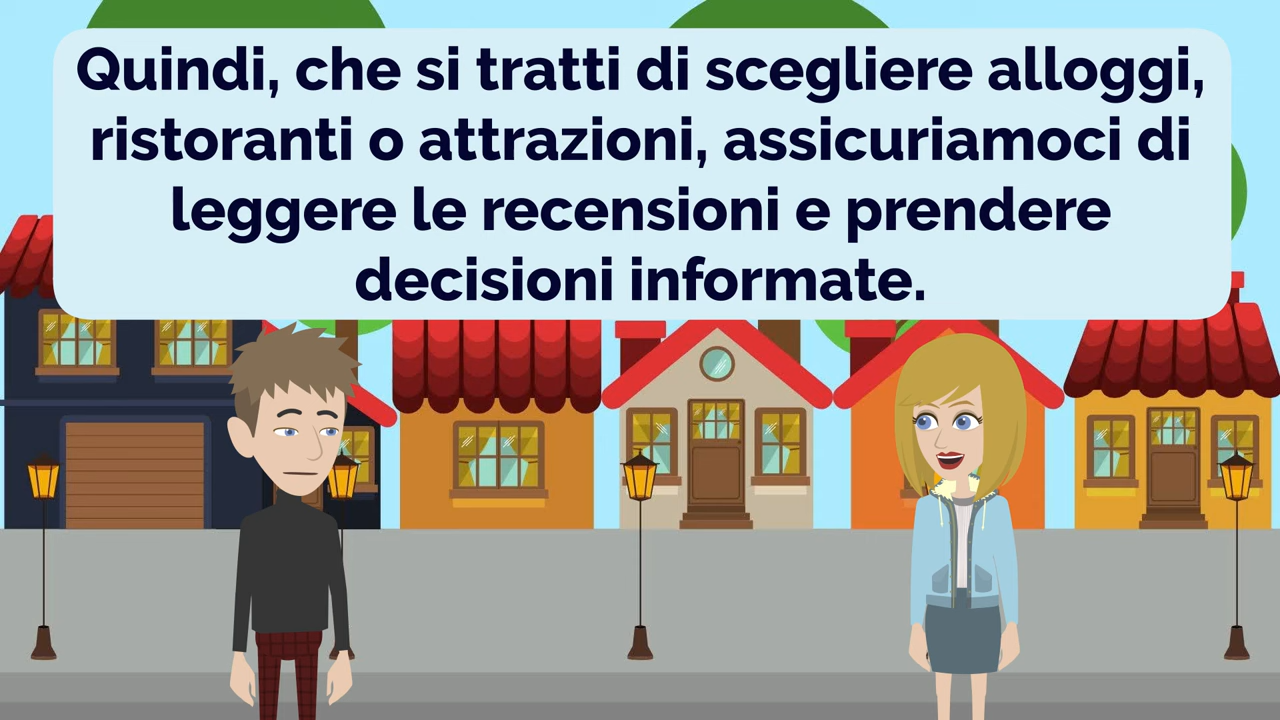 Quindi, che si tratti di scegliere alloggi,
ristoranti o attrazioni, assicuriamoci di
leggere le recensioni e prendere
decisioni informate.